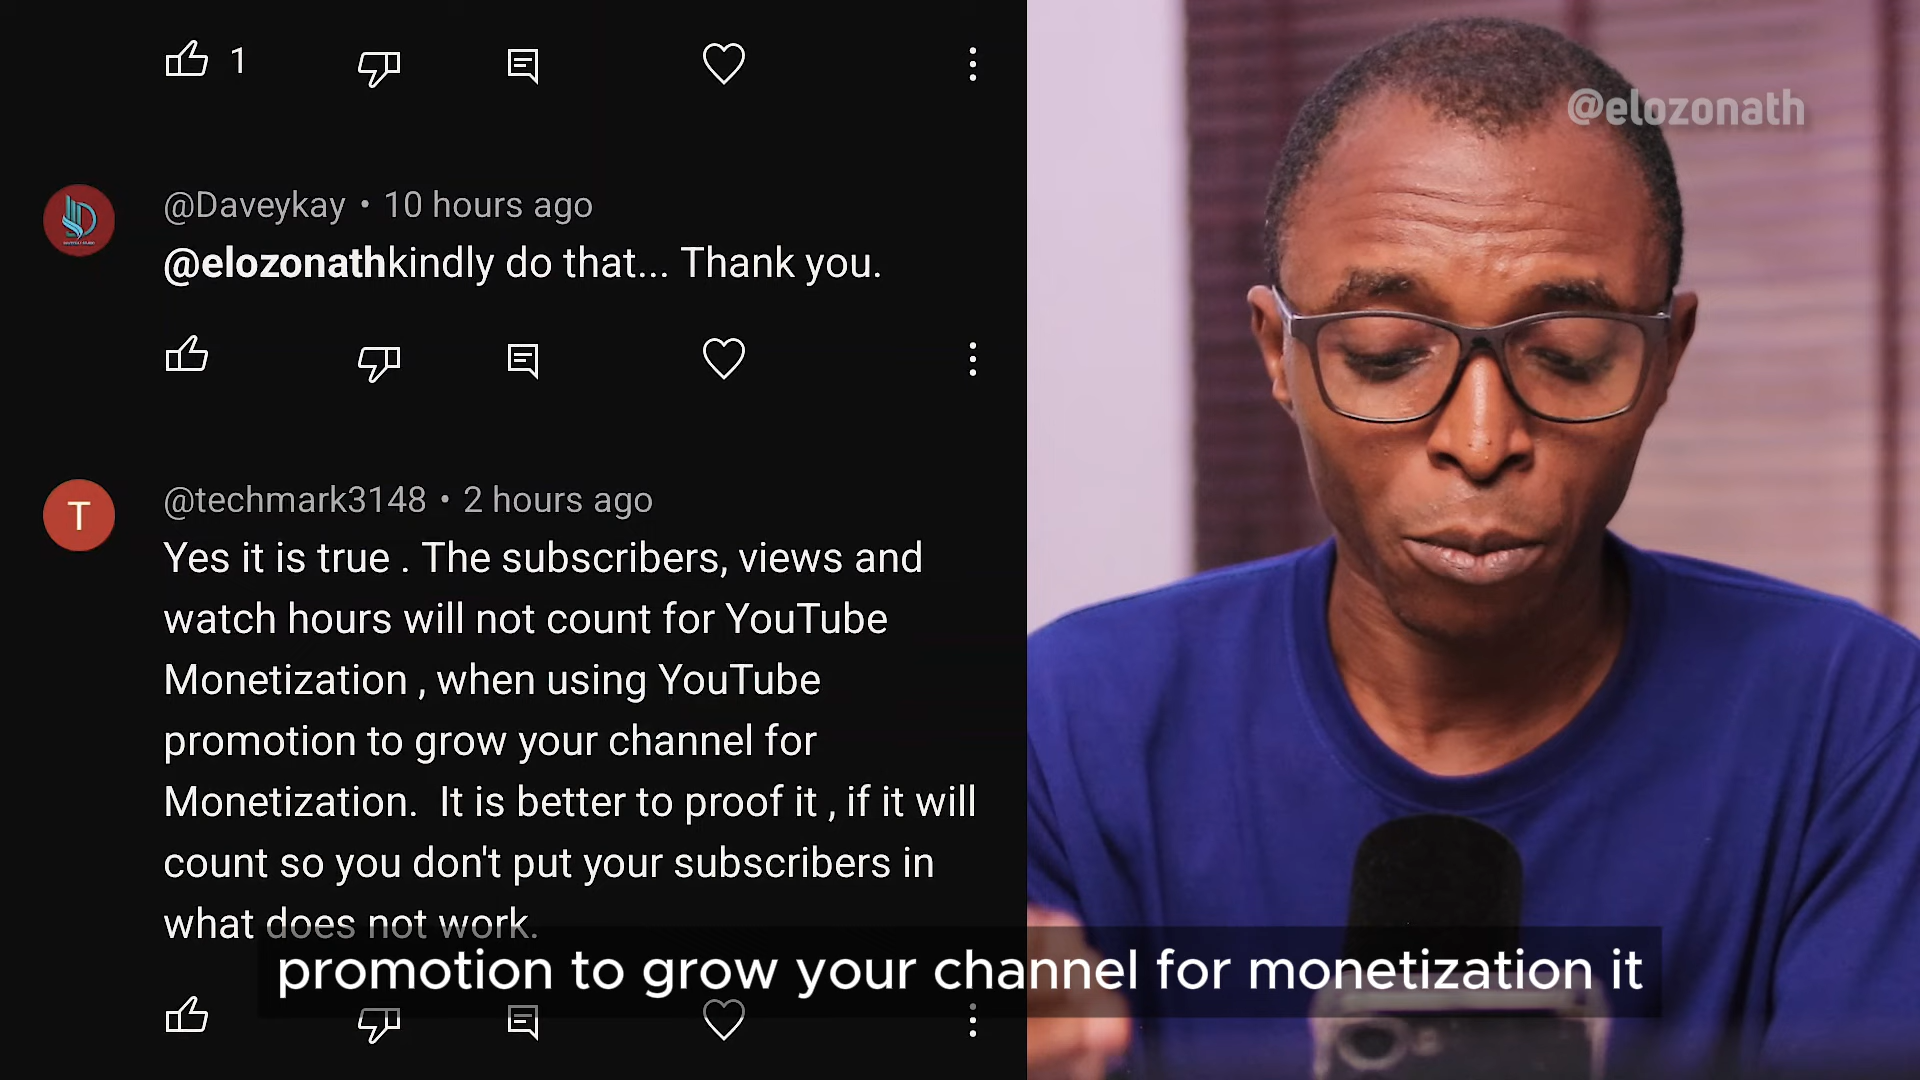 1
@Daveykay • 10 hours ago
@elozonathkindly do that... Thank you.
T
@techmark3148 • 2 hours ago
Yes it is true . The subscribers, views and
watch hours will not count for YouTube
Monetization , when using YouTube
promotion to grow your channel for
Monetization.  It is better to proof it , if it will
count so you don't put your subscribers in
what does not work.
@elozonath
promotion to grow your channel for monetization it